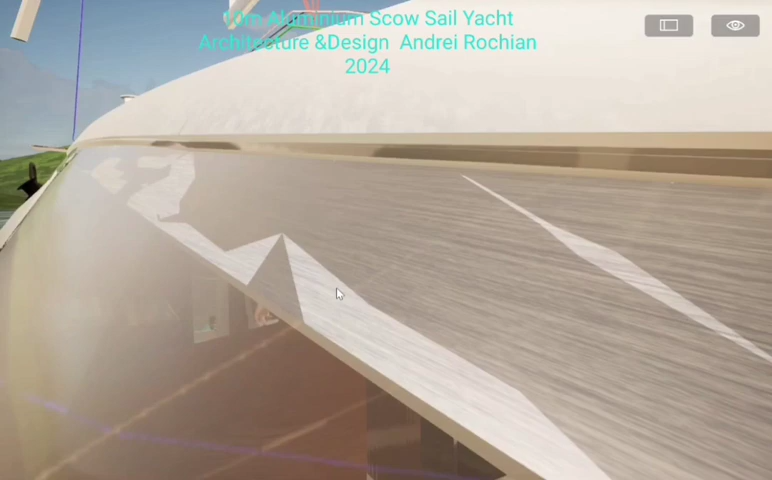 10m Aluminium Scow Sail Yacht
Architecture &Design Andrei Rochian
2024